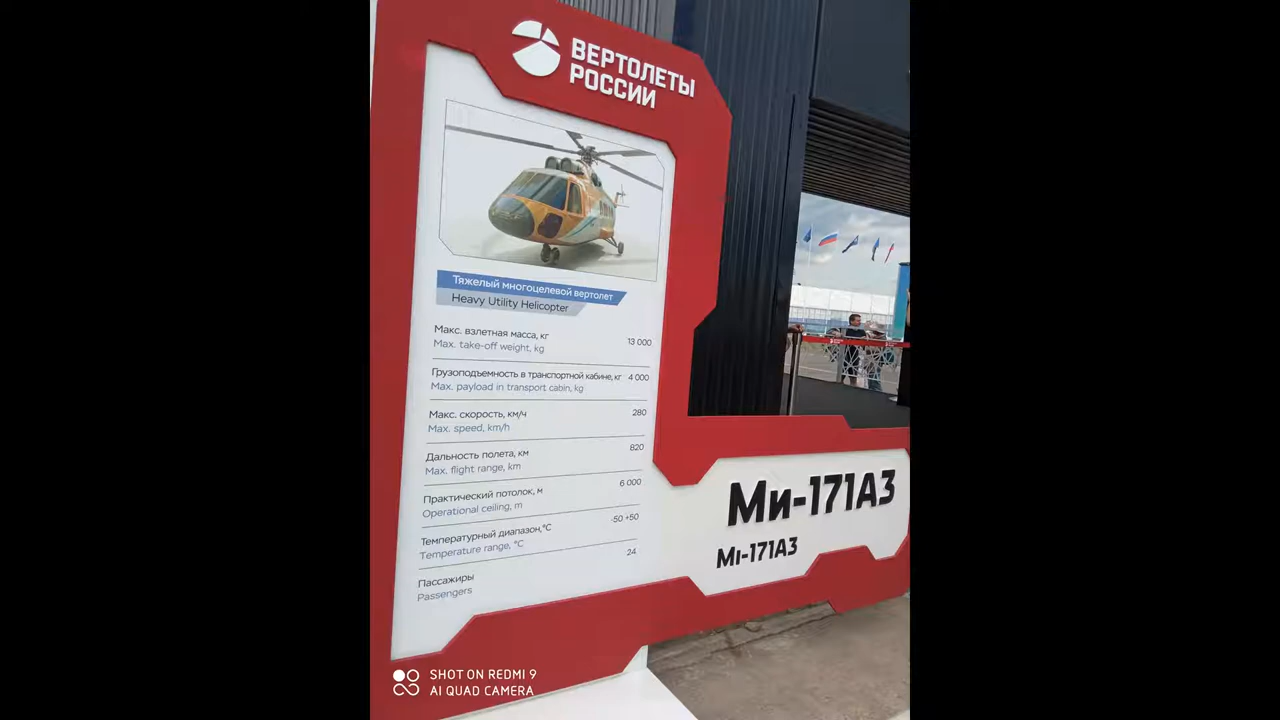 ВЕРТОЛЕТЫ
РОССИИ
Тяжелый многоцелевой вертолет
Heavy Utility Helicopter
Макс. взлетная масса, кг
Max. take-off weight, kg
13 000
Грузоподъемность в транспортной кабине, кг
Max. payload in transport cabin, kg
4 000
Макс. скорость, км/ч
Max. speed, km/h
280
Дальность полета, км
Max. flight range, km
820
Практический потолок, м
Operational ceiling, m
6 000
Температурный диапазон,°C
Temperature range, °C
-50 +50
Пассажиры
Passengers
24
Ми-171А3
Mi-171A3
SHOT ON REDMI 9
AI QUAD CAMERA